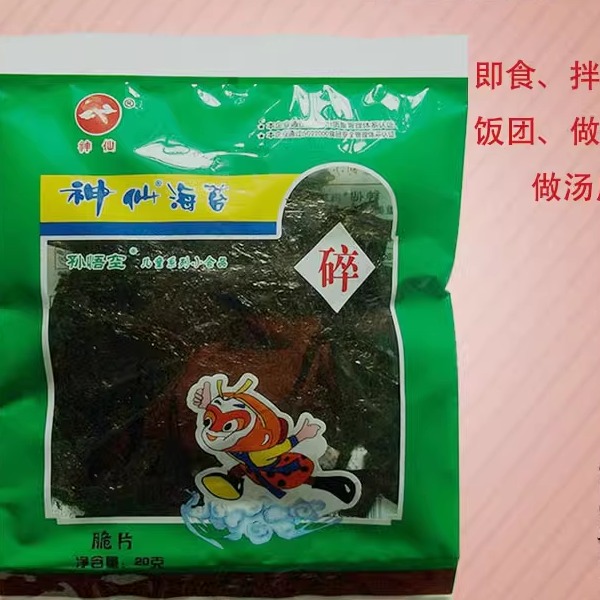 即食、拌
饭团、做
做汤
神仙
神仙海苔
孙悟空® 儿童系列小食品
碎
脆片
净含量：20克